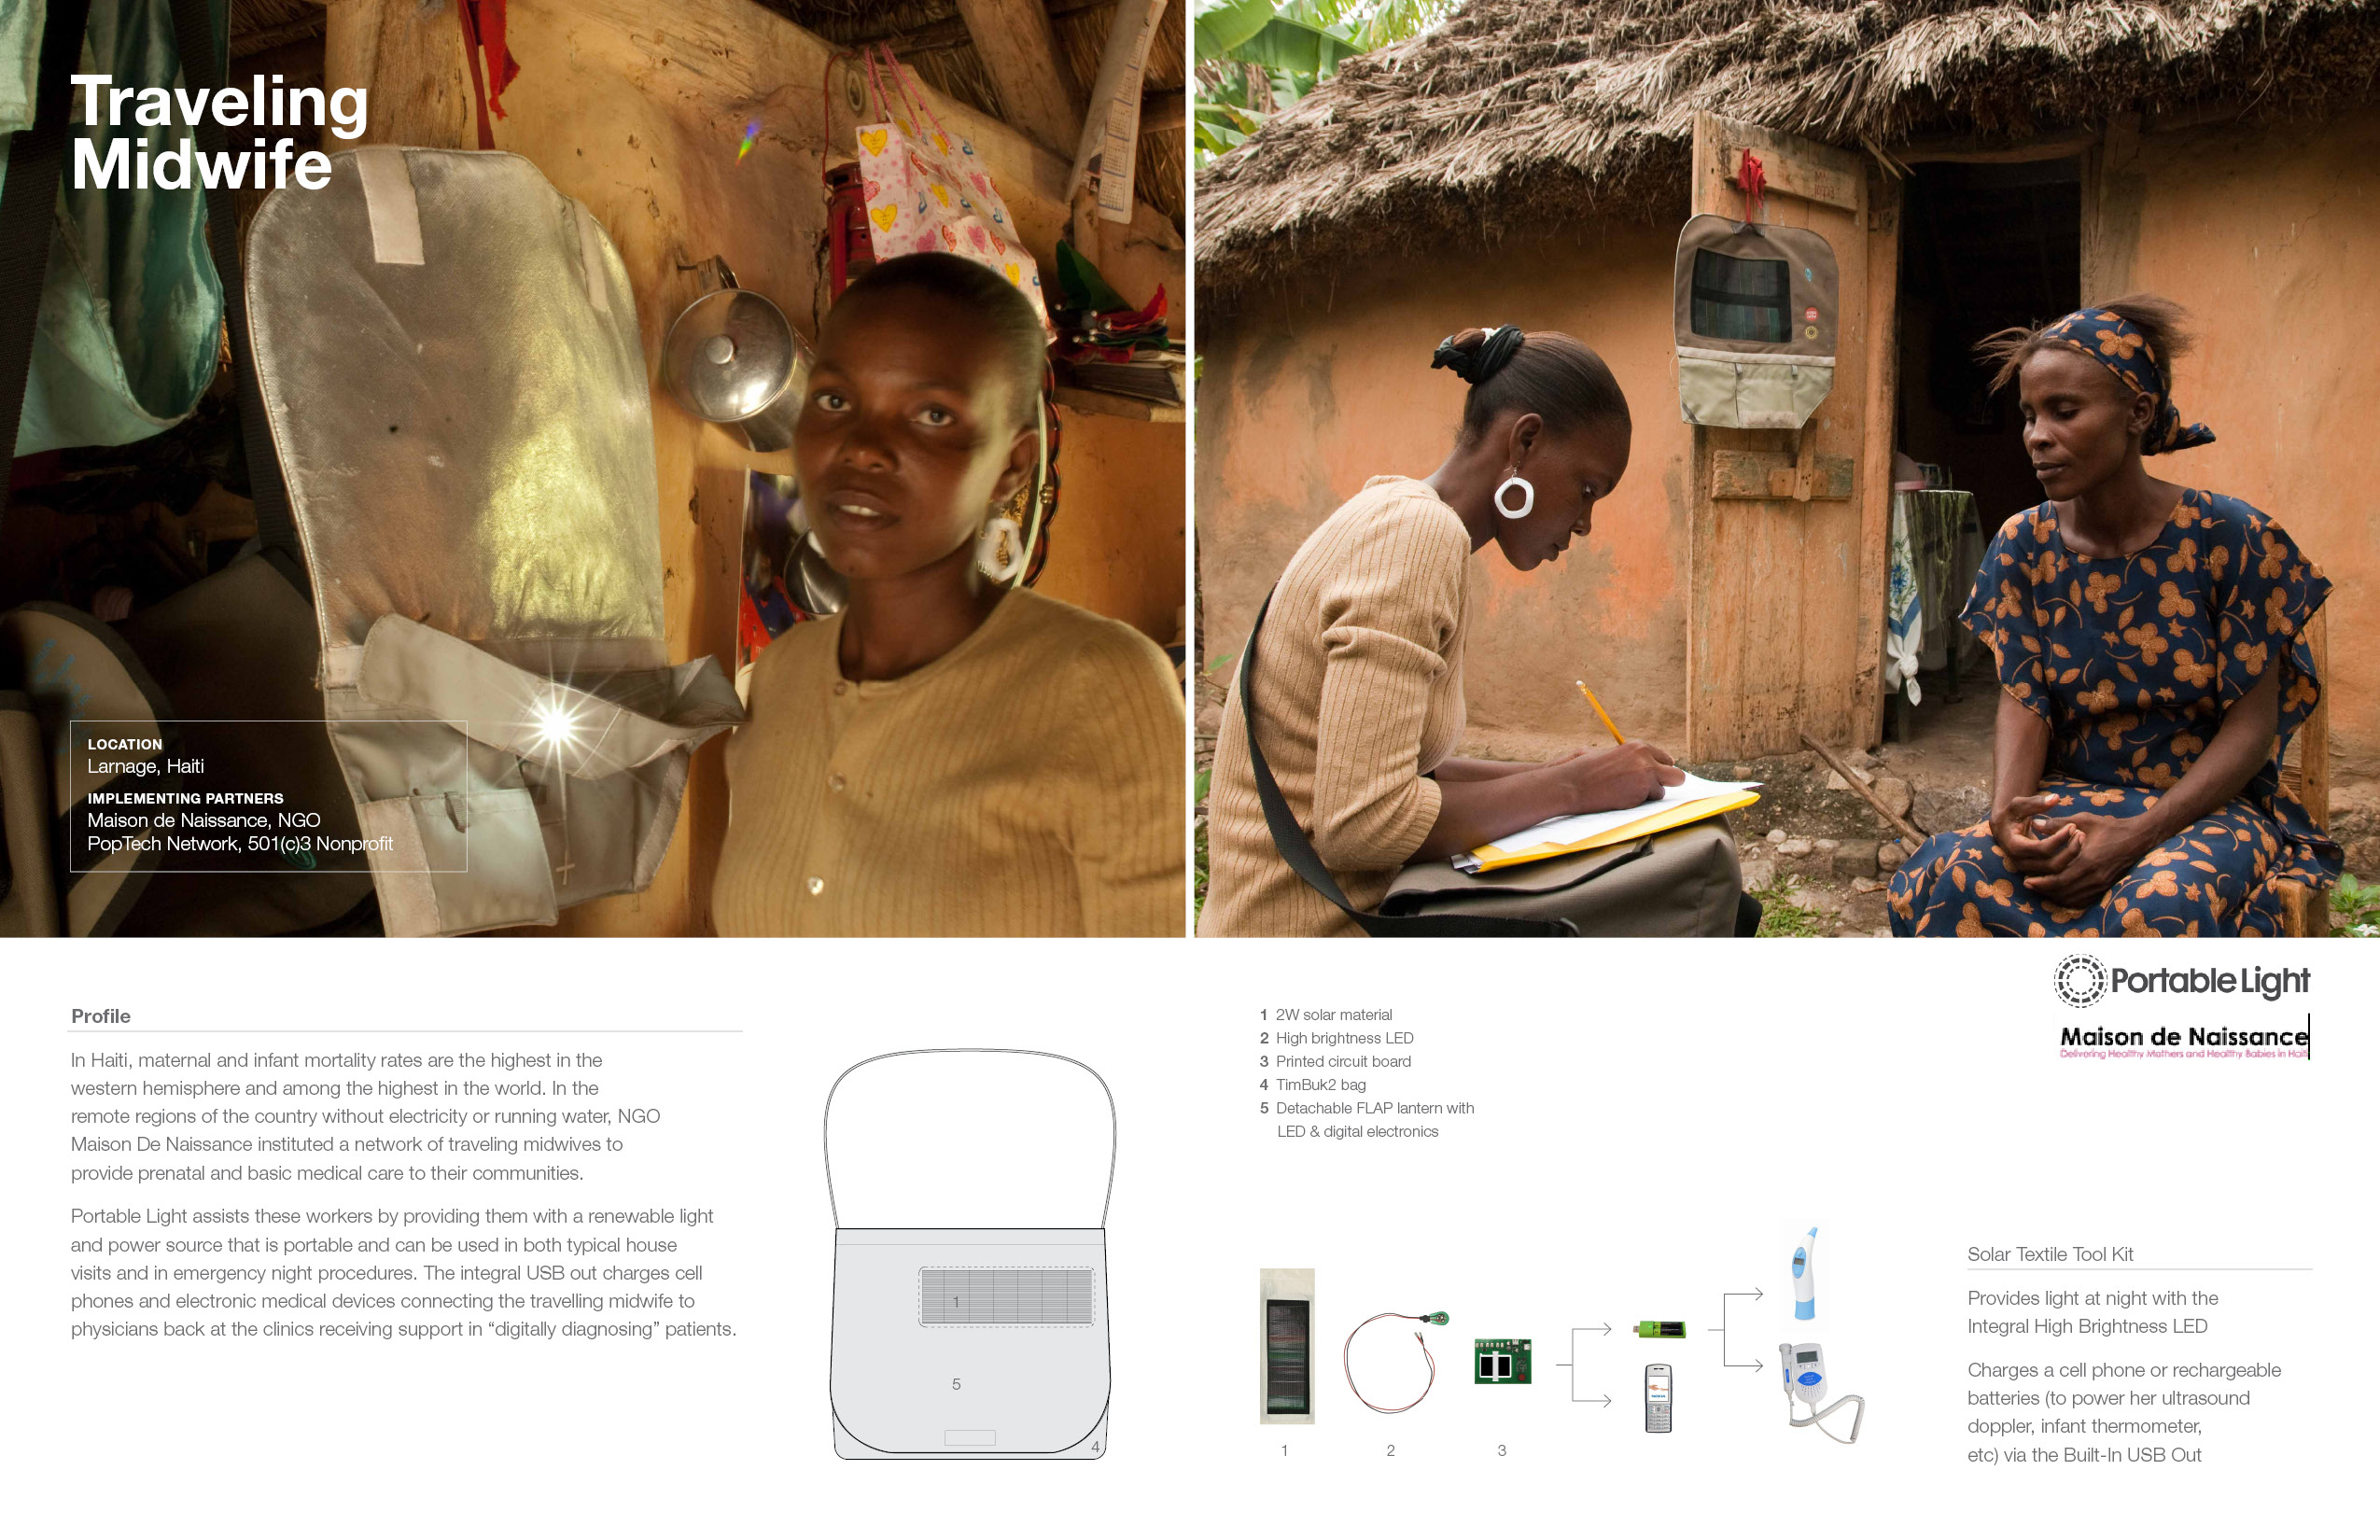 Traveling
Midwife
LOCATION
Larnage, Haiti
IMPLEMENTING PARTNERS
Maison de Naissance, NGO
PopTech Network, 501(c)3 Nonprofit
Profile
In Haiti, maternal and infant mortality rates are the highest in the
western hemisphere and among the highest in the world. In the
remote regions of the country without electricity or running water, NGO
Maison De Naissance instituted a network of traveling midwives to
provide prenatal and basic medical care to their communities.
Portable Light assists these workers by providing them with a renewable light
and power source that is portable and can be used in both typical house
visits and in emergency night procedures. The integral USB out charges cell
phones and electronic medical devices connecting the travelling midwife to
physicians back at the clinics receiving support in “digitally diagnosing” patients.
1
5
4
1 2W solar material
2 High brightness LED
3 Printed circuit board
4 TimBuk2 bag
5 Detachable FLAP lantern with
LED & digital electronics
1
2
3
Portable Light
Maison de Naissance
Delivering Healthy Mothers and Healthy Babies in Haiti
Solar Textile Tool Kit
Provides light at night with the
Integral High Brightness LED
Charges a cell phone or rechargeable
batteries (to power her ultrasound
doppler, infant thermometer,
etc) via the Built-In USB Out